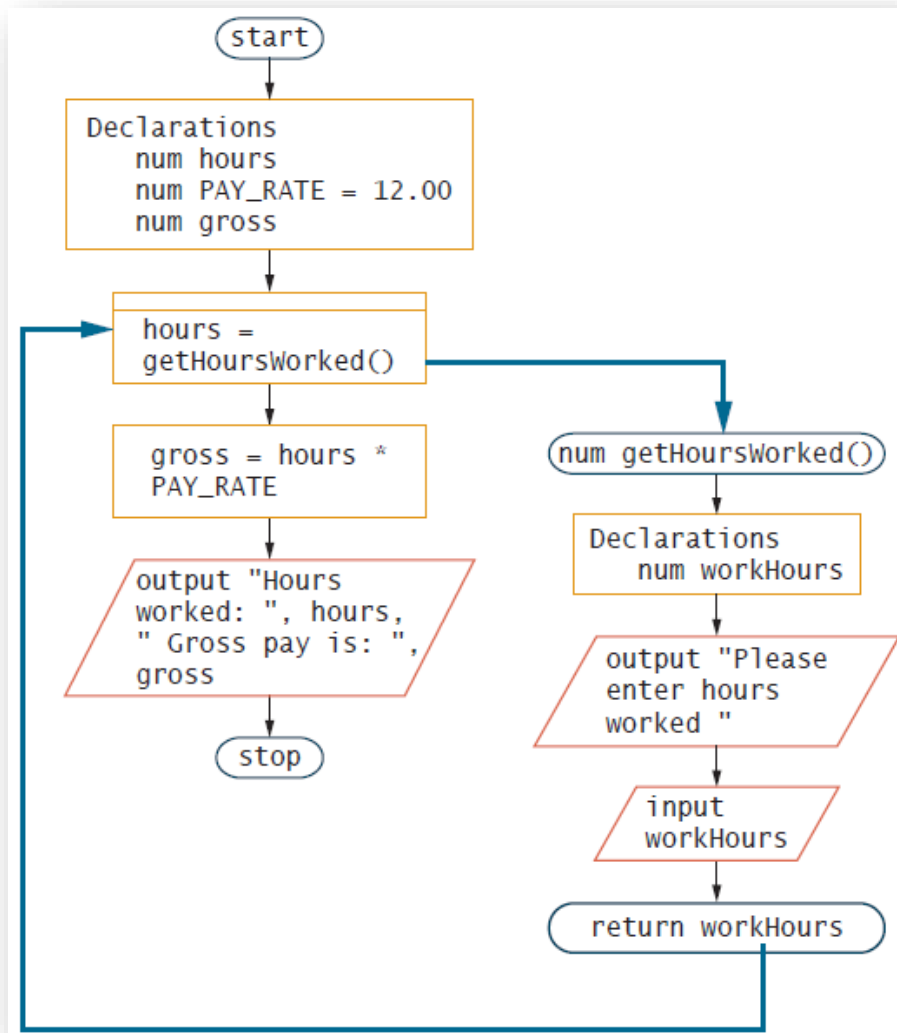 start
Declarations
num hours
num PAY_RATE = 12.00
num gross
hours =
getHoursWorked()
gross = hours *
PAY_RATE
output "Hours
worked: ", hours,
" Gross pay is: ",
gross
stop
num getHoursWorked()
Declarations
num workHours
output "Please
enter hours
worked "
input
workHours
return workHours